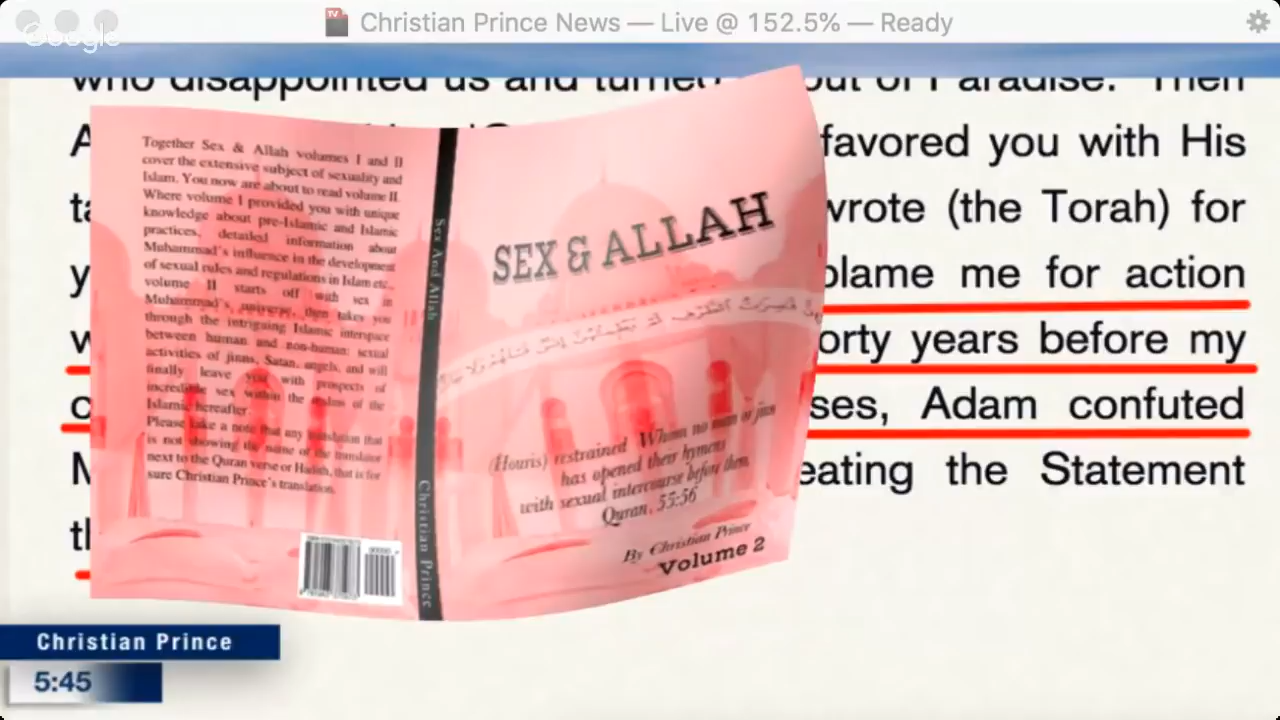 Christian Prince News — Live @ 152.5% — Ready
Google
who disappointed us and turned out of Paradise.' Then
favored you with His
wrote (the Torah) for
blame me for action
forty years before my
Adam confuted
the Statement
Together Sex & Allah volumes I and II
cover the extensive subject of sexuality and
Islam. You now are about to read volume II.
Where volume I provided you with unique
knowledge about pre-Islamic and Islamic
practices, detailed information about
Muhammad's influence in the development
of sexual rules and regulations in Islam etc.,
volume II starts off with sex in
Muhammad's universe, then takes you
through the intriguing Islamic interspace
between human and non-human: sexual
activities of jinns, Satan, angels, and will
finally leave you with prospects of
incredible sex within the realms of the
Islamic hereafter.
Please take a note that any translation that
is not showing the name of the translator
next to the Quran verse or Hadith, that is for
sure Christian Prince's translation.
Sex And Allah
Christian Prince
SEX & ALLAH
(Houris) restrained Whom no man or jinn
has opened their hymens
with sexual intercourse before them.
Quran, 55:56
By Christian Prince
Volume 2
Christian Prince
5:45